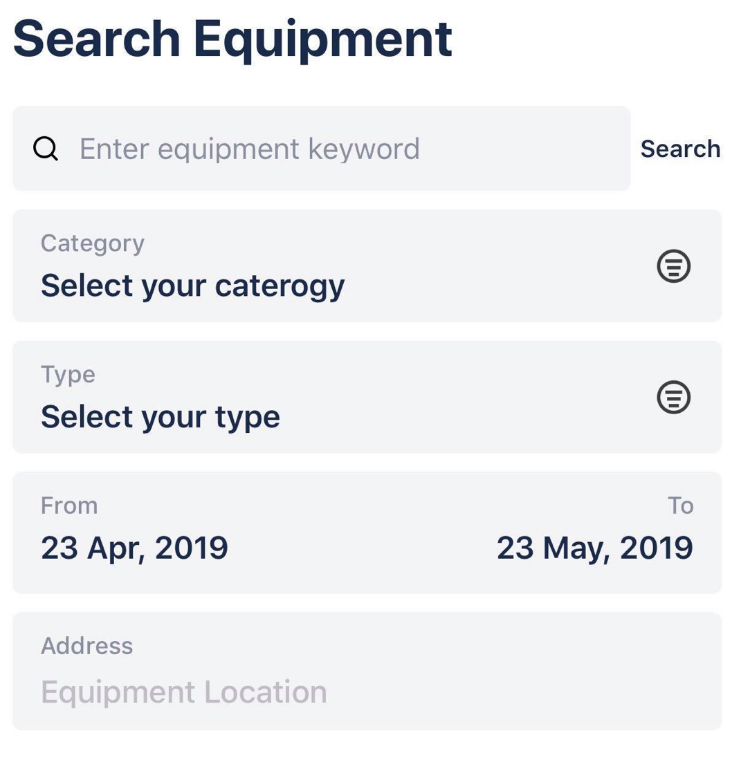 Search Equipment
Enter equipment keyword
Search
Category
Select your caterogy
Type
Select your type
From
To
23 Apr, 2019
23 May, 2019
Address
Equipment Location